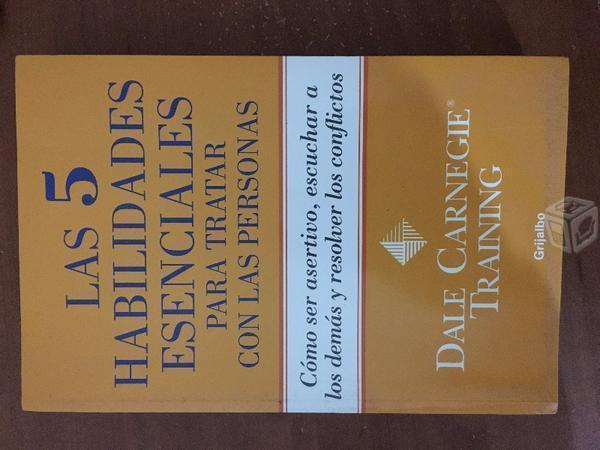 LAS 5
HABILIDADES
ESENCIALES
PARA TRATAR
CON LAS PERSONAS
Cómo ser asertivo, escuchar a
los demás y resolver los conflictos
DALE CARNEGIE®
TRAINING
Grijalbo